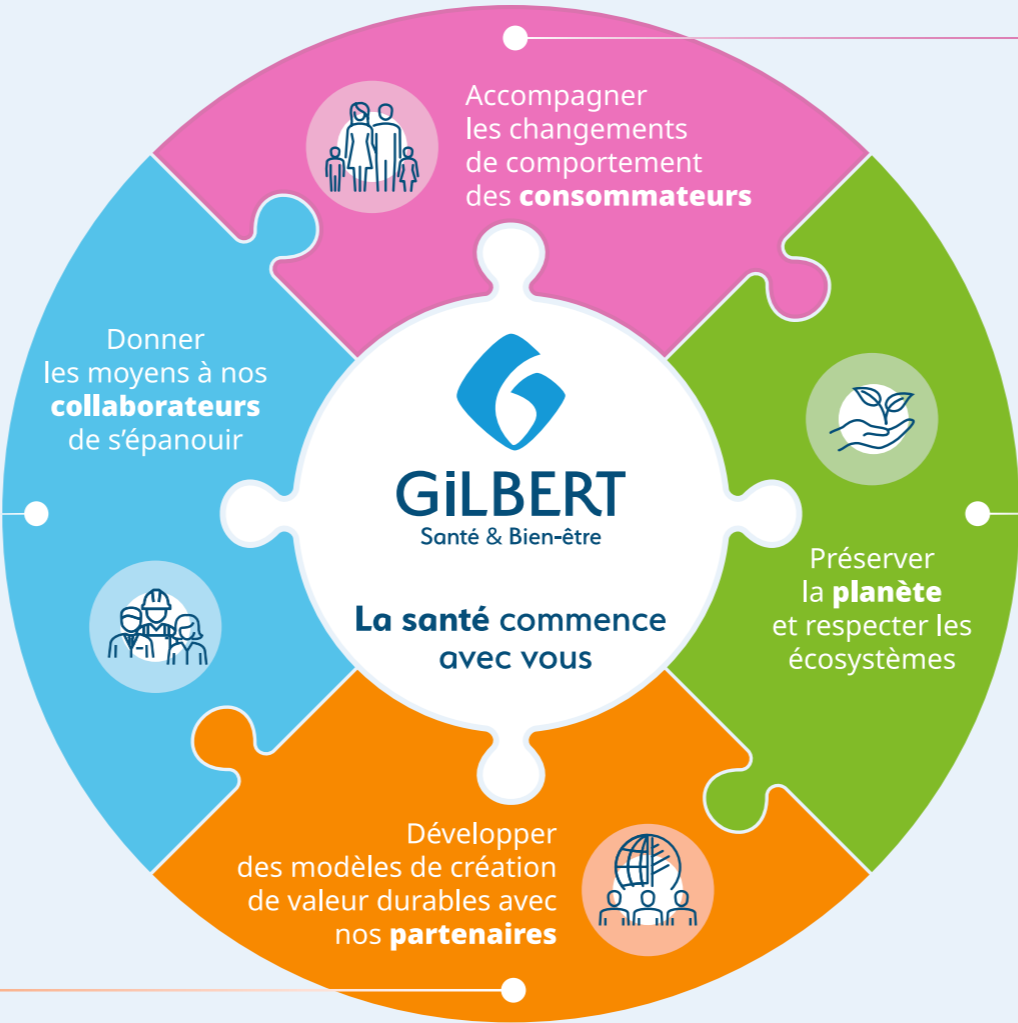 Accompagner
les changements
de comportement
des consommateurs
Donner
les moyens à nos
collaborateurs
de s'épanouir
GiLBERT
Santé & Bien-être
La santé commence
avec vous
Préserver
la planète
et respecter les
écosystèmes
Développer
des modèles de création
de valeur durables avec
nos partenaires